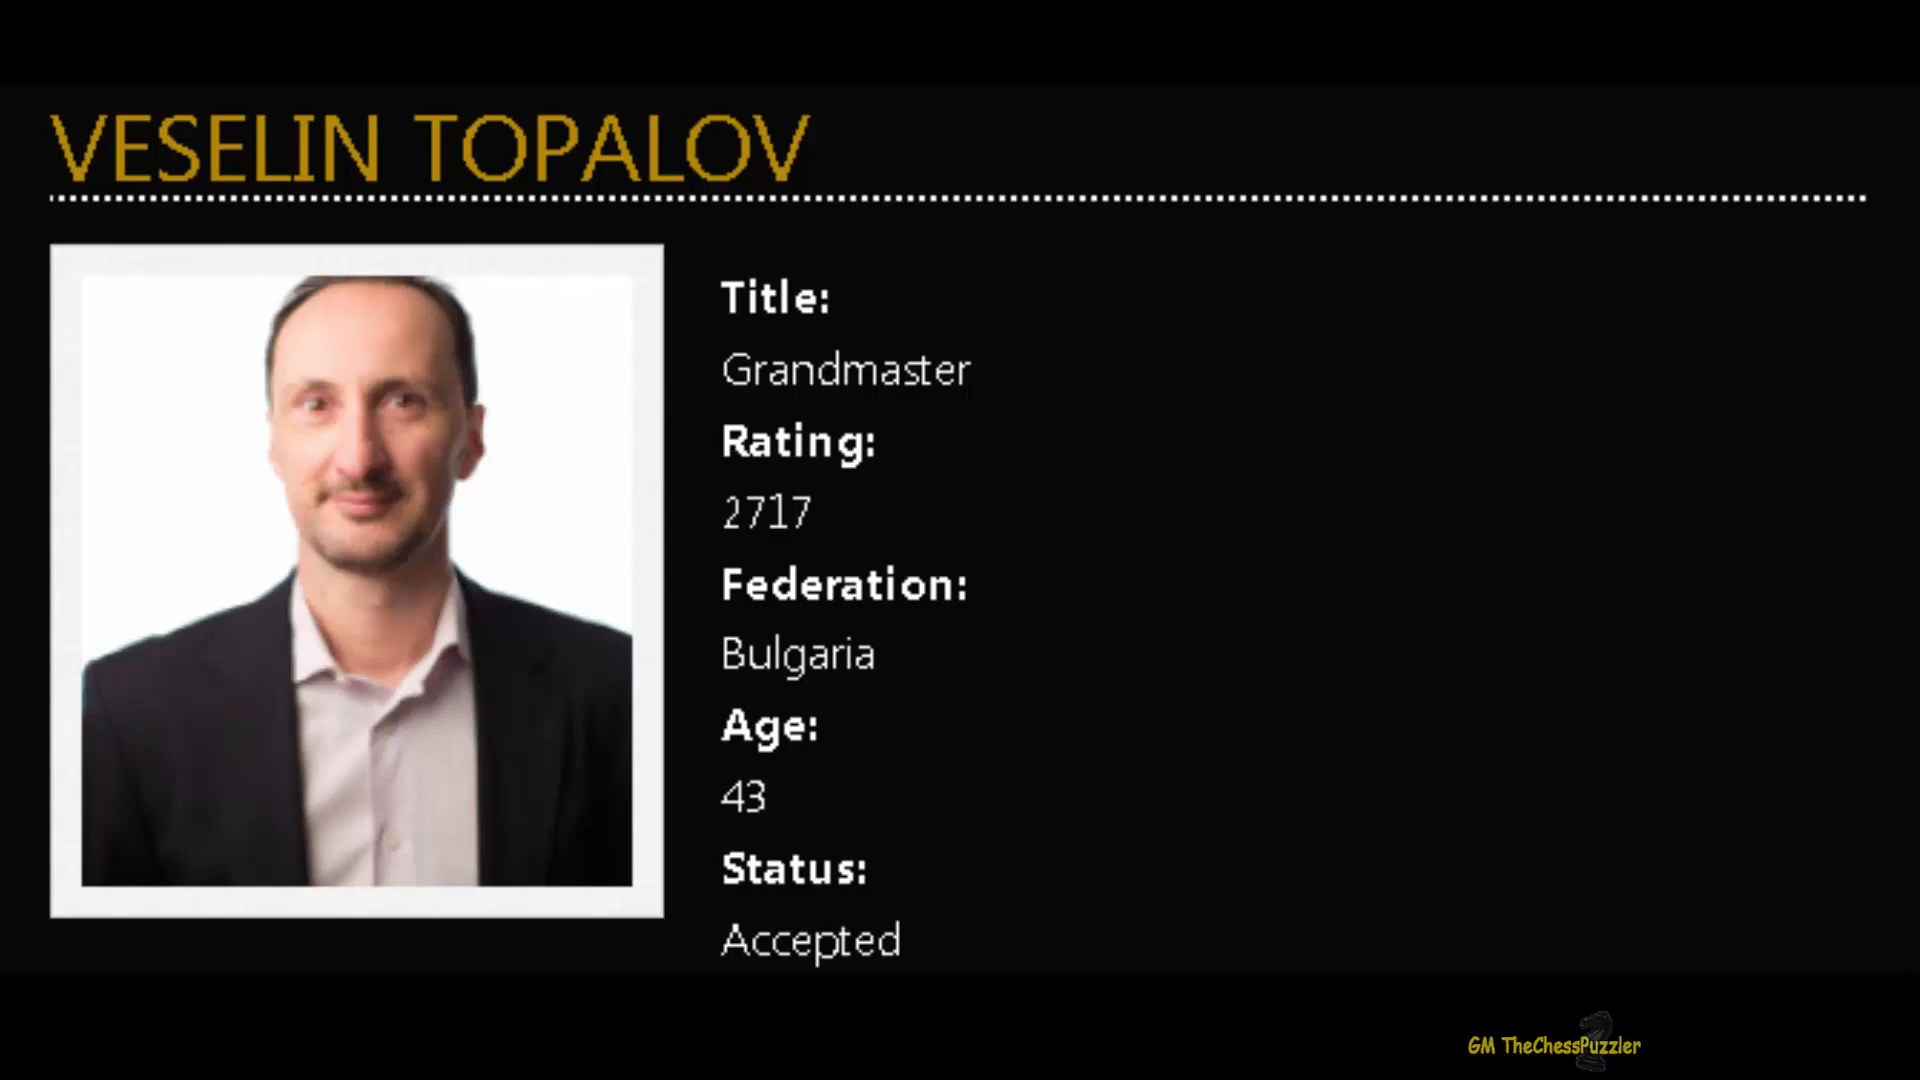 VESELIN TOPALOV
Title:
Grandmaster
Rating:
2717
Federation:
Bulgaria
Age:
43
Status:
Accepted
GM TheChessPuzzler